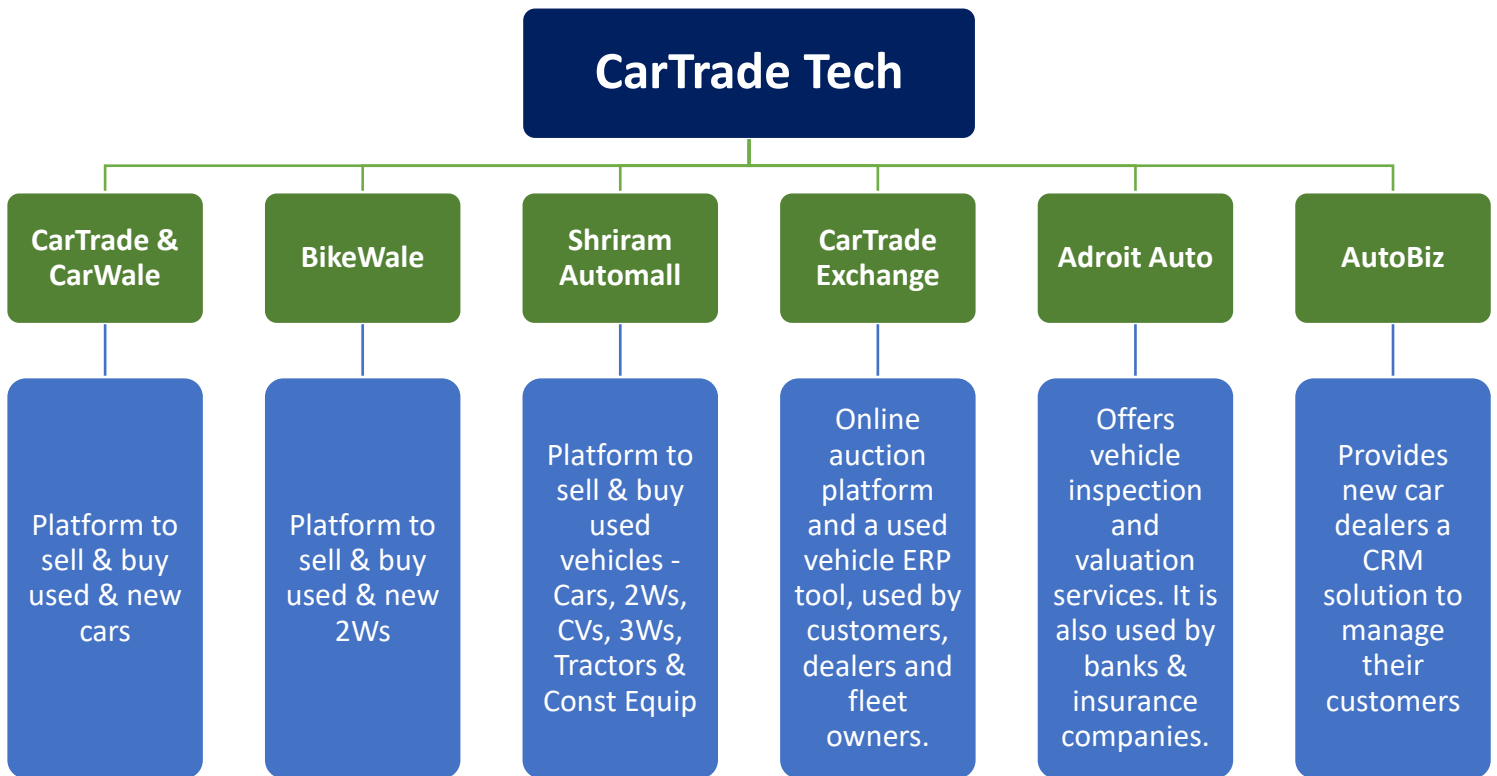 CarTrade Tech
CarTrade &
CarWale
BikeWale
Shriram
Automall
CarTrade
Exchange
Adroit Auto
AutoBiz
Platform to
sell & buy
used & new
cars
Platform to
sell & buy
used & new
2Ws
Platform to
sell & buy
used
vehicles -
Cars, 2Ws,
CVs, 3Ws,
Tractors &
Const Equip
Online
auction
platform
and a used
vehicle ERP
tool, used by
customers,
dealers and
fleet
owners.
Offers
vehicle
inspection
and
valuation
services. It is
also used by
banks &
insurance
companies.
Provides
new car
dealers a
CRM
solution to
manage
their
customers